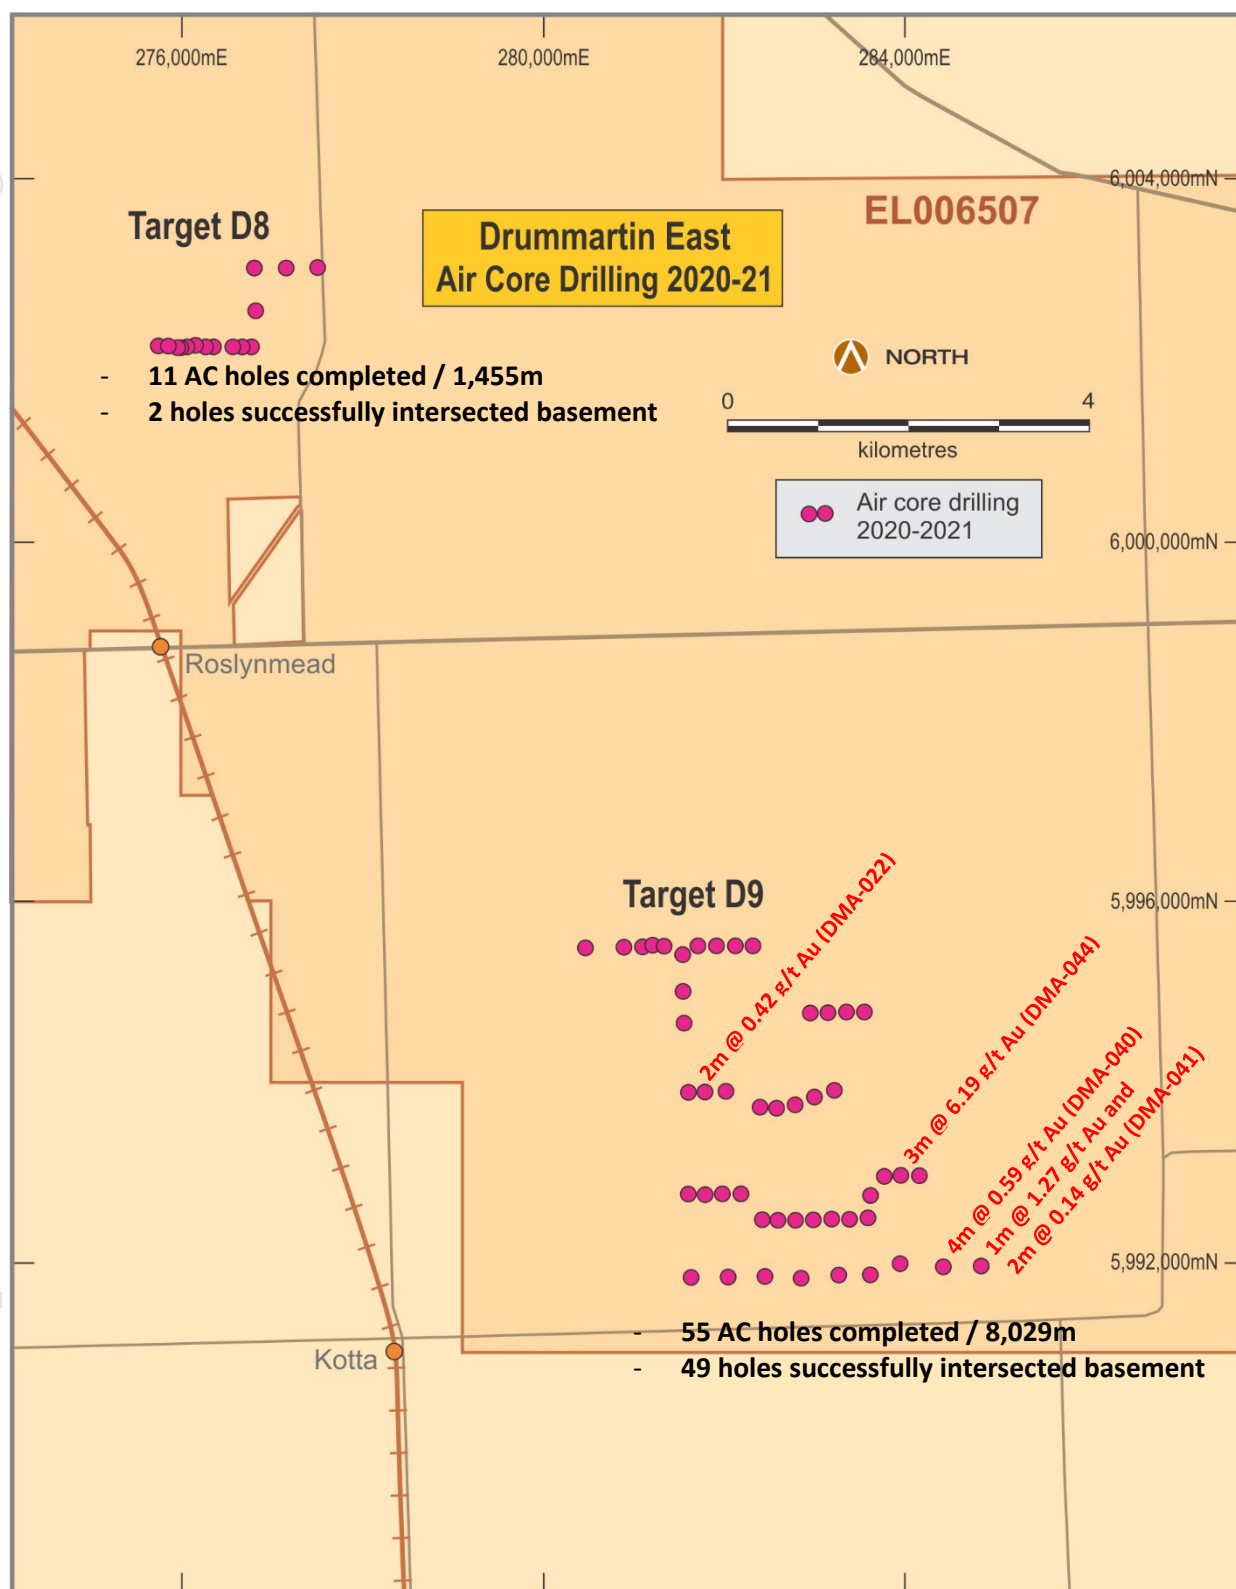 276,000mE
280,000mE
284,000mE
6,004,000mN
EL006507
Target D8
Drummartin East
Air Core Drilling 2020-21
NORTH
- 11 AC holes completed / 1,455m
- 2 holes successfully intersected basement
0 4
kilometres
Air core drilling
2020-2021
6,000,000mN
Roslynmead
Target D9
5,996,000mN
2m @ 0.42 g/t Au (DMA-022)
3m @ 6.19 g/t Au (DMA-044)
4m @ 0.59 g/t Au (DMA-040)
1m @ 1.27 g/t Au and
2m @ 0.14 g/t Au (DMA-041)
5,992,000mN
- 55 AC holes completed / 8,029m
- 49 holes successfully intersected basement
Kotta